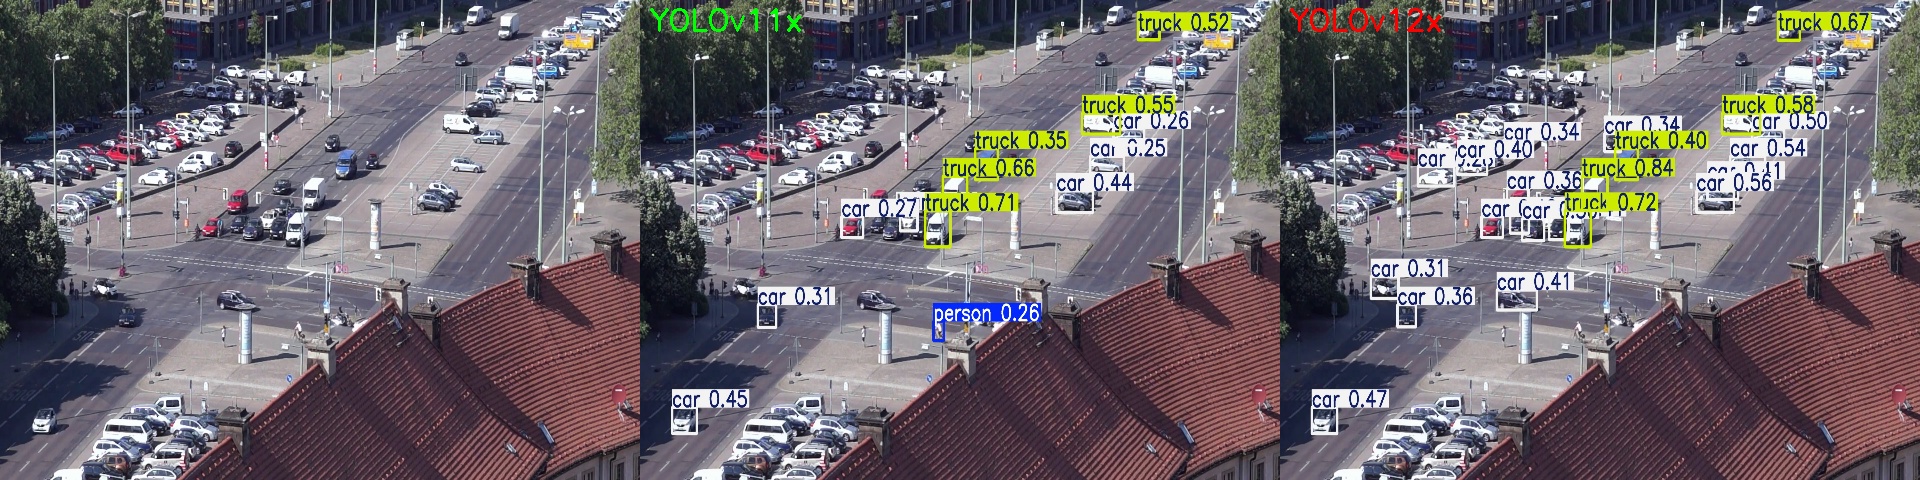 YOLOv11x
truck 0.52
truck 0.55
car 0.26
truck 0.35
car 0.25
truck 0.66
car 0.44
truck 0.71
car 0.27
car 0.31
person 0.26
car 0.45
YOLOv12x
truck 0.67
truck 0.58
car 0.50
car 0.34
car 0.34
truck 0.40
car 0.40
car 0.54
car
truck 0.84
car 0.36
car 0.56
truck 0.72
car
car
car 0.31
car 0.41
car 0.36
car 0.47